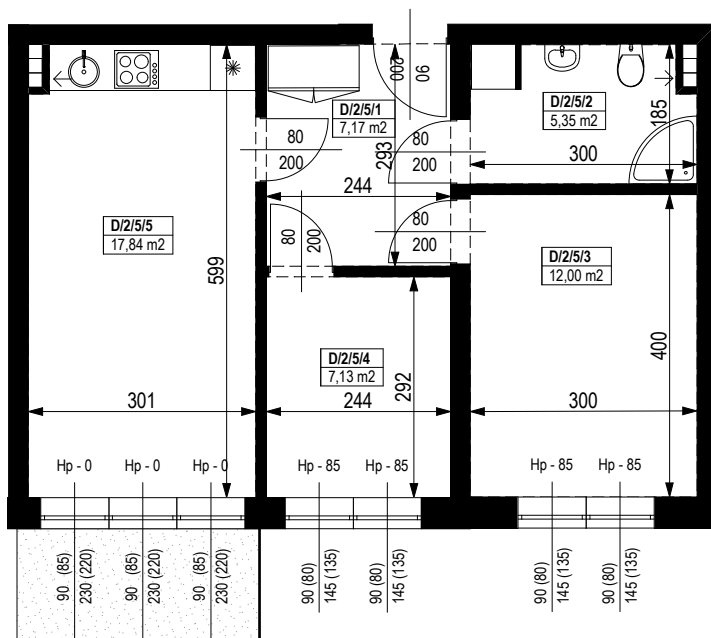 D/2/5/1
7,17 m2
200
90
D/2/5/2
5,35 m2
185
300
80
200
293
80
200
244
80
200
80
200
D/2/5/5
17,84 m2
599
301
D/2/5/3
12,00 m2
400
300
D/2/5/4
7,13 m2
244
292
Hp - 0
Hp - 0
Hp - 0
Hp - 85
Hp - 85
Hp - 85
Hp - 85
90 (85)
230 (220)
90 (85)
230 (220)
90 (85)
230 (220)
90 (80)
145 (135)
90 (80)
145 (135)
90 (80)
145 (135)
90 (80)
145 (135)